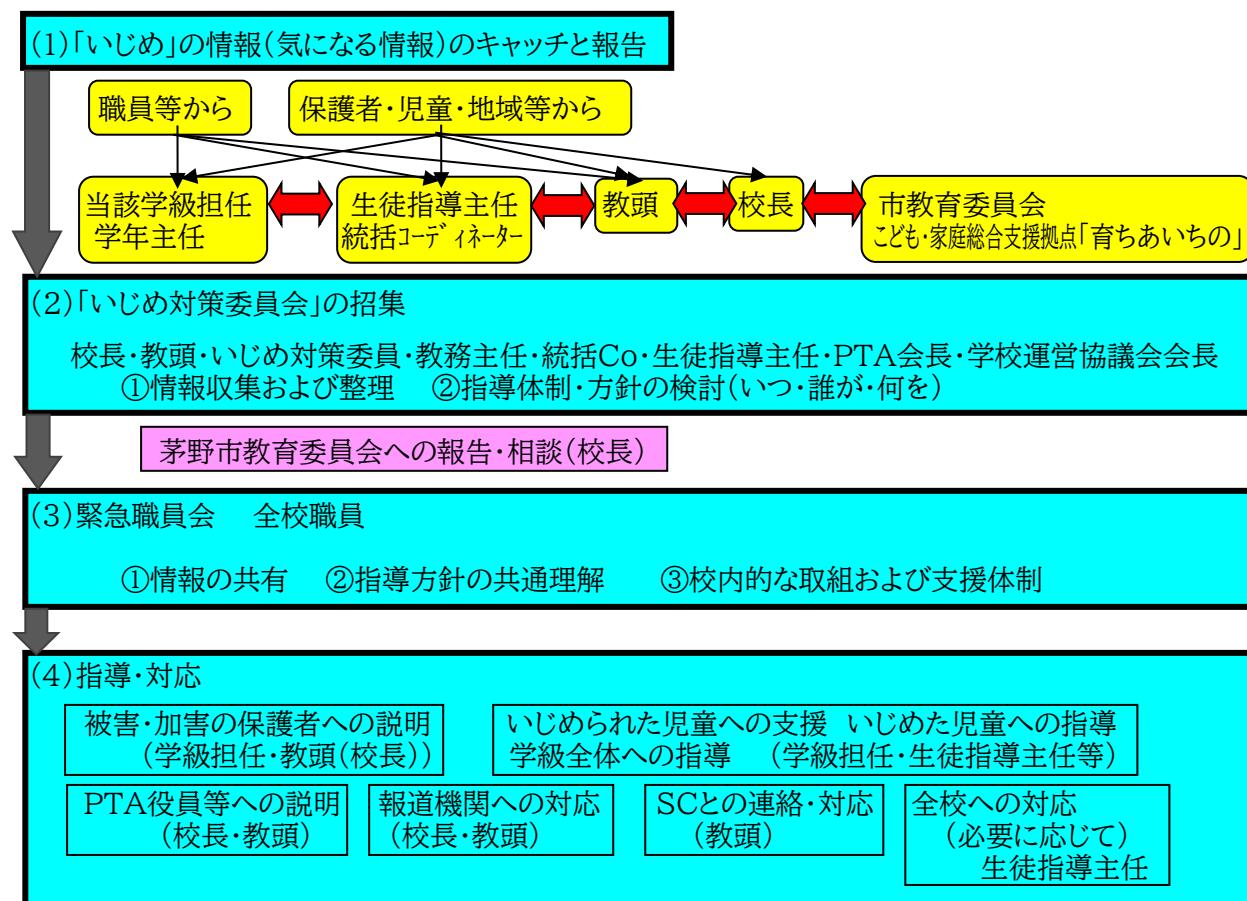 (1)「いじめ」の情報(気になる情報)のキャッチと報告
職員等から
保護者・児童・地域等から
当該学級担任
学年主任
生徒指導主任
統括コーディネーター
教頭
校長
市教育委員会
こども・家庭総合支援拠点「育ちあいちの」
(2)「いじめ対策委員会」の招集
校長・教頭・いじめ対策委員・教務主任・統括Co・生徒指導主任・PTA会長・学校運営協議会会長
①情報収集および整理 ②指導体制・方針の検討(いつ・誰が・何を)
茅野市教育委員会への報告・相談(校長)
(3)緊急職員会 全校職員
①情報の共有 ②指導方針の共通理解 ③校内的な取組および支援体制
(4)指導・対応
被害・加害の保護者への説明
(学級担任・教頭(校長))
いじめられた児童への支援 いじめた児童への指導
学級全体への指導 (学級担任・生徒指導主任等)
PTA役員等への説明
(校長・教頭)
報道機関への対応
(校長・教頭)
SCとの連絡・対応
(教頭)
全校への対応
(必要に応じて)
生徒指導主任